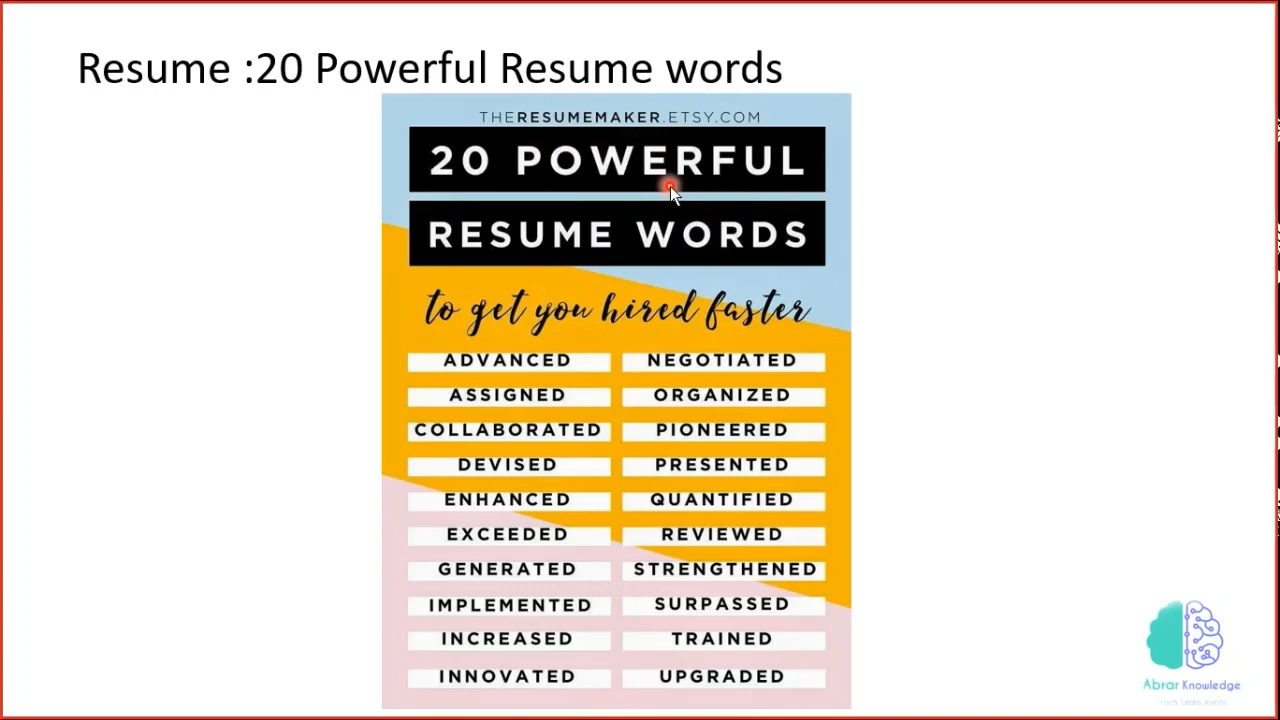 Resume :20 Powerful Resume words
THERESUMEMAKER.ETSY.COM
20 POWERFUL
RESUME WORDS
to get you hired faster
ADVANCED
ASSIGNED
COLLABORATED
DEVISED
ENHANCED
EXCEEDED
GENERATED
IMPLEMENTED
INCREASED
INNOVATED
NEGOTIATED
ORGANIZED
PIONEERED
PRESENTED
QUANTIFIED
REVIEWED
STRENGTHENED
SURPASSED
TRAINED
UPGRADED
Abrar Knowledge